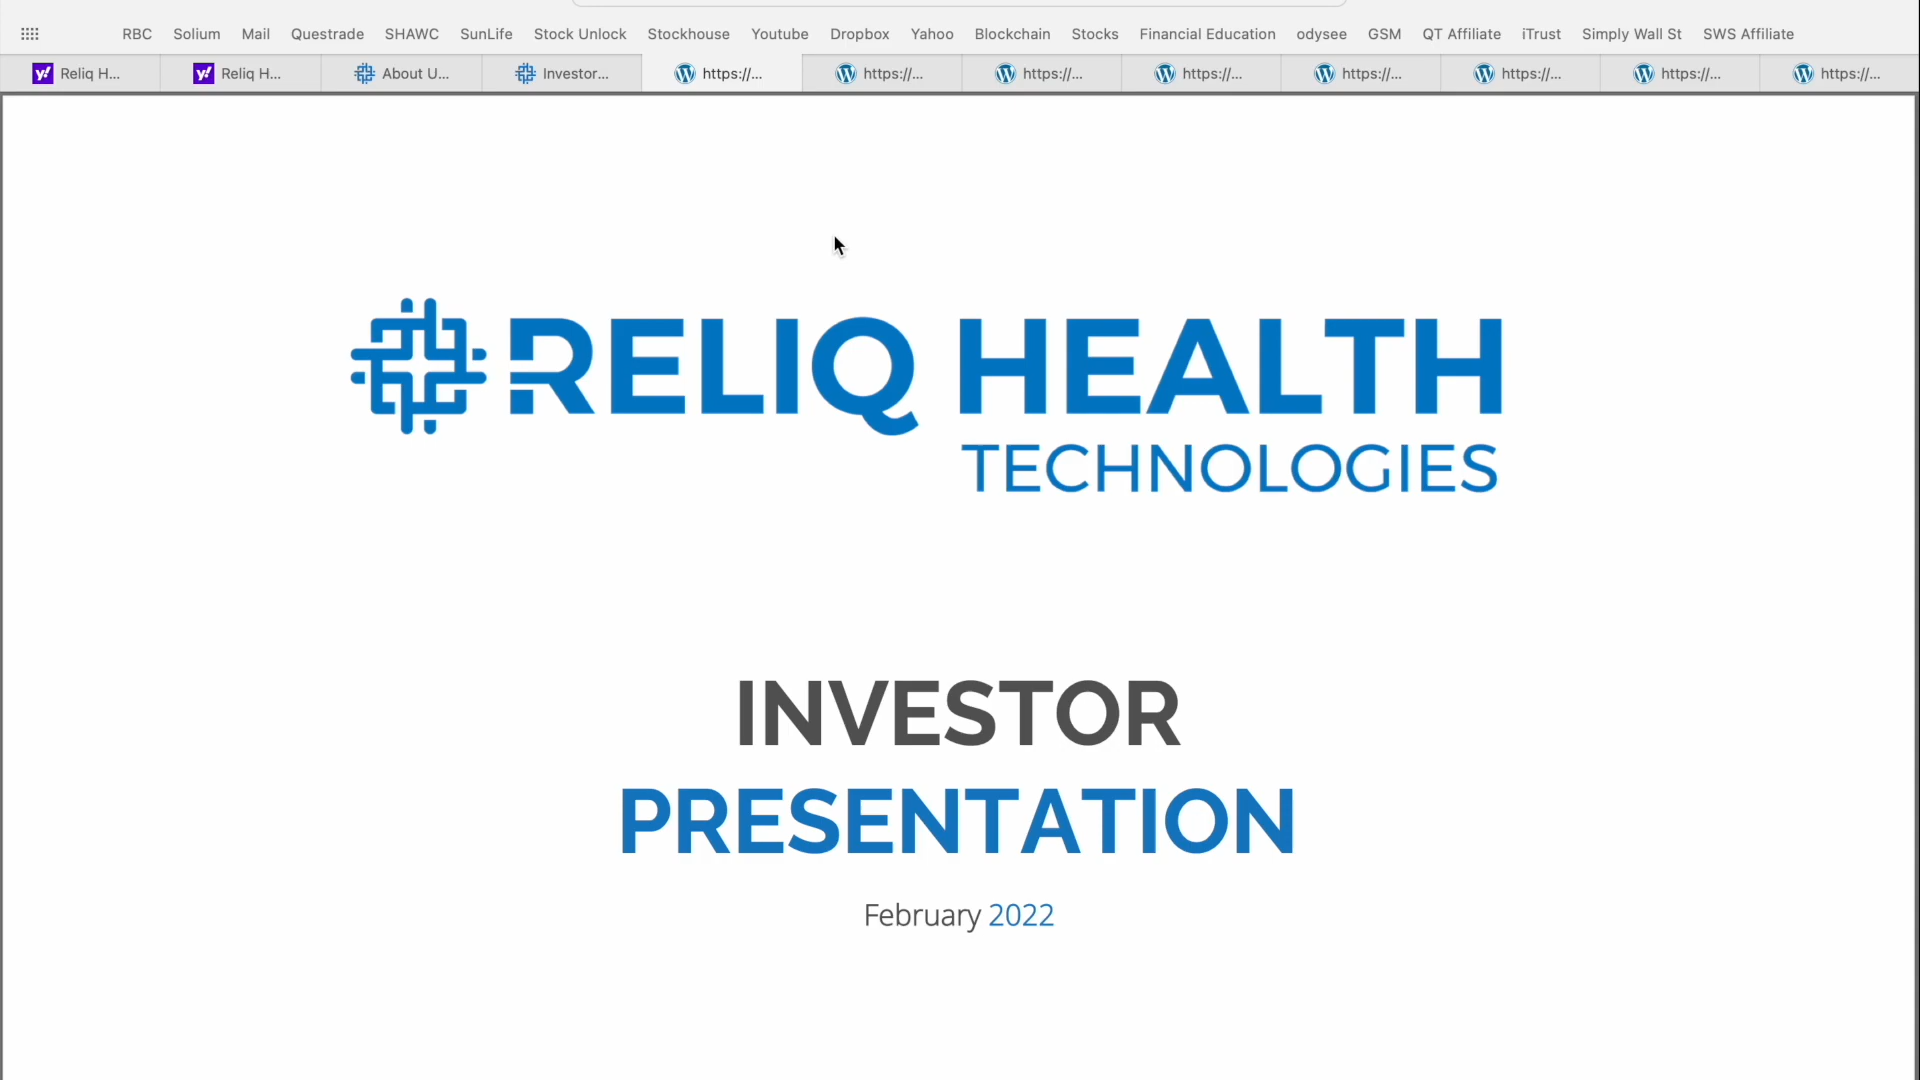 RBC Solium Mail Questrade SHAWC SunLife Stock Unlock Stockhouse Youtube Dropbox Yahoo Blockchain Stocks Financial Education odysee GSM QT Affiliate iTrust Simply Wall St SWS Affiliate
Reliq H... Reliq H... About U... Investor... https://... https://... https://... https://... https://... https://... https://... https://...
RELIQ HEALTH
TECHNOLOGIES
INVESTOR
PRESENTATION
February 2022